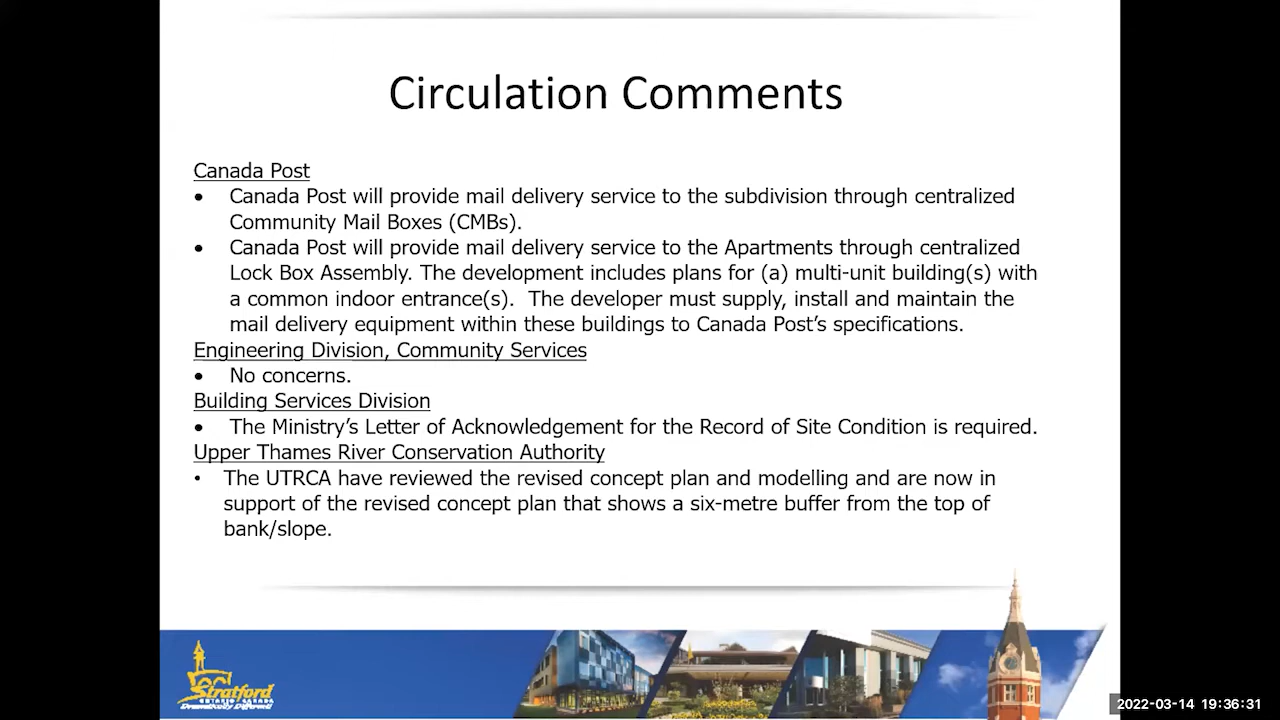 Circulation Comments
Canada Post
• Canada Post will provide mail delivery service to the subdivision through centralized
Community Mail Boxes (CMBs).
• Canada Post will provide mail delivery service to the Apartments through centralized
Lock Box Assembly. The development includes plans for (a) multi-unit building(s) with
a common indoor entrance(s).  The developer must supply, install and maintain the
mail delivery equipment within these buildings to Canada Post’s specifications.
Engineering Division, Community Services
• No concerns.
Building Services Division
• The Ministry’s Letter of Acknowledgement for the Record of Site Condition is required.
Upper Thames River Conservation Authority
• The UTRCA have reviewed the revised concept plan and modelling and are now in
support of the revised concept plan that shows a six-metre buffer from the top of
bank/slope.
Stratford
ONTARIO CANADA
Dramatically Different
2022-03-14 19:36:31